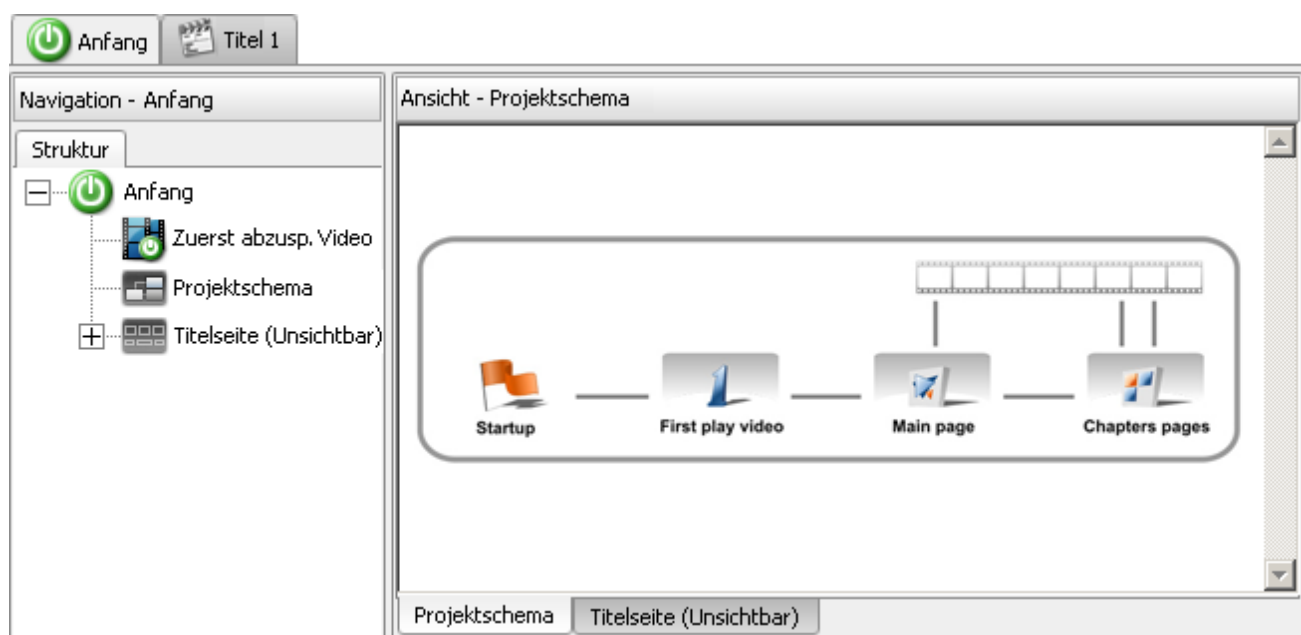 Anfang
Titel 1
Navigation - Anfang
Struktur
Anfang
Zuerst abzusp. Video
Projektschema
Titelseite (Unsichtbar)
Ansicht - Projektschema
Startup
First play video
Main page
Chapters pages
Projektschema
Titelseite (Unsichtbar)